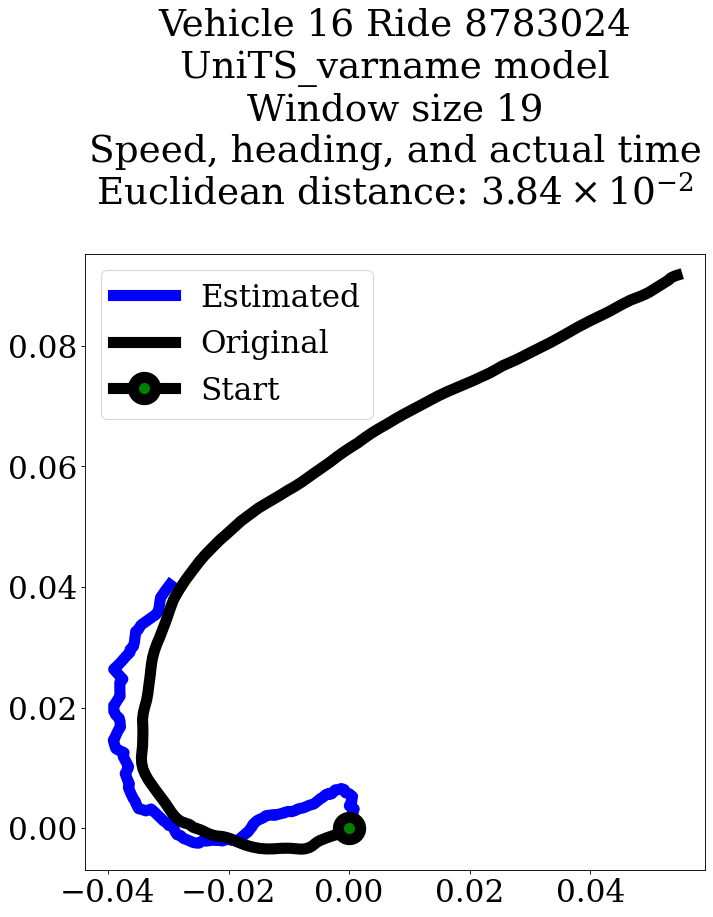 Vehicle 16 Ride 8783024
UniTS_varname model
Window size 19
Speed, heading, and actual time
Euclidean distance: 3.84 × 10⁻²
Estimated
Original
Start
0.08
0.06
0.04
0.02
0.00
−0.04 −0.02 0.00 0.02 0.04